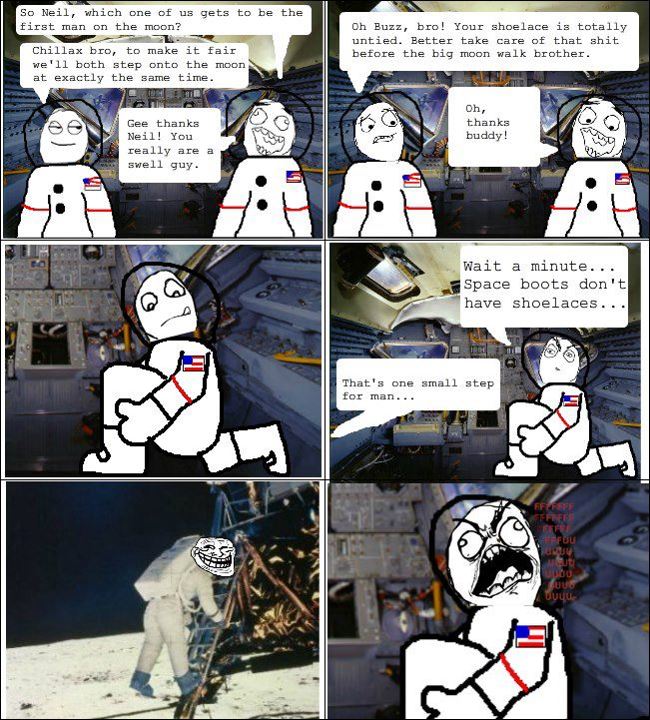 So Neil, which one of us gets to be the
first man on the moon?
Chillax bro, to make it fair
we'll both step onto the moon
at exactly the same time.
Gee thanks
Neil! You
really are a
swell guy.
Oh Buzz, bro! Your shoelace is totally
untied. Better take care of that shit
before the big moon walk brother.
Oh,
thanks
buddy!
Wait a minute...
Space boots don't
have shoelaces...
That's one small step
for man...